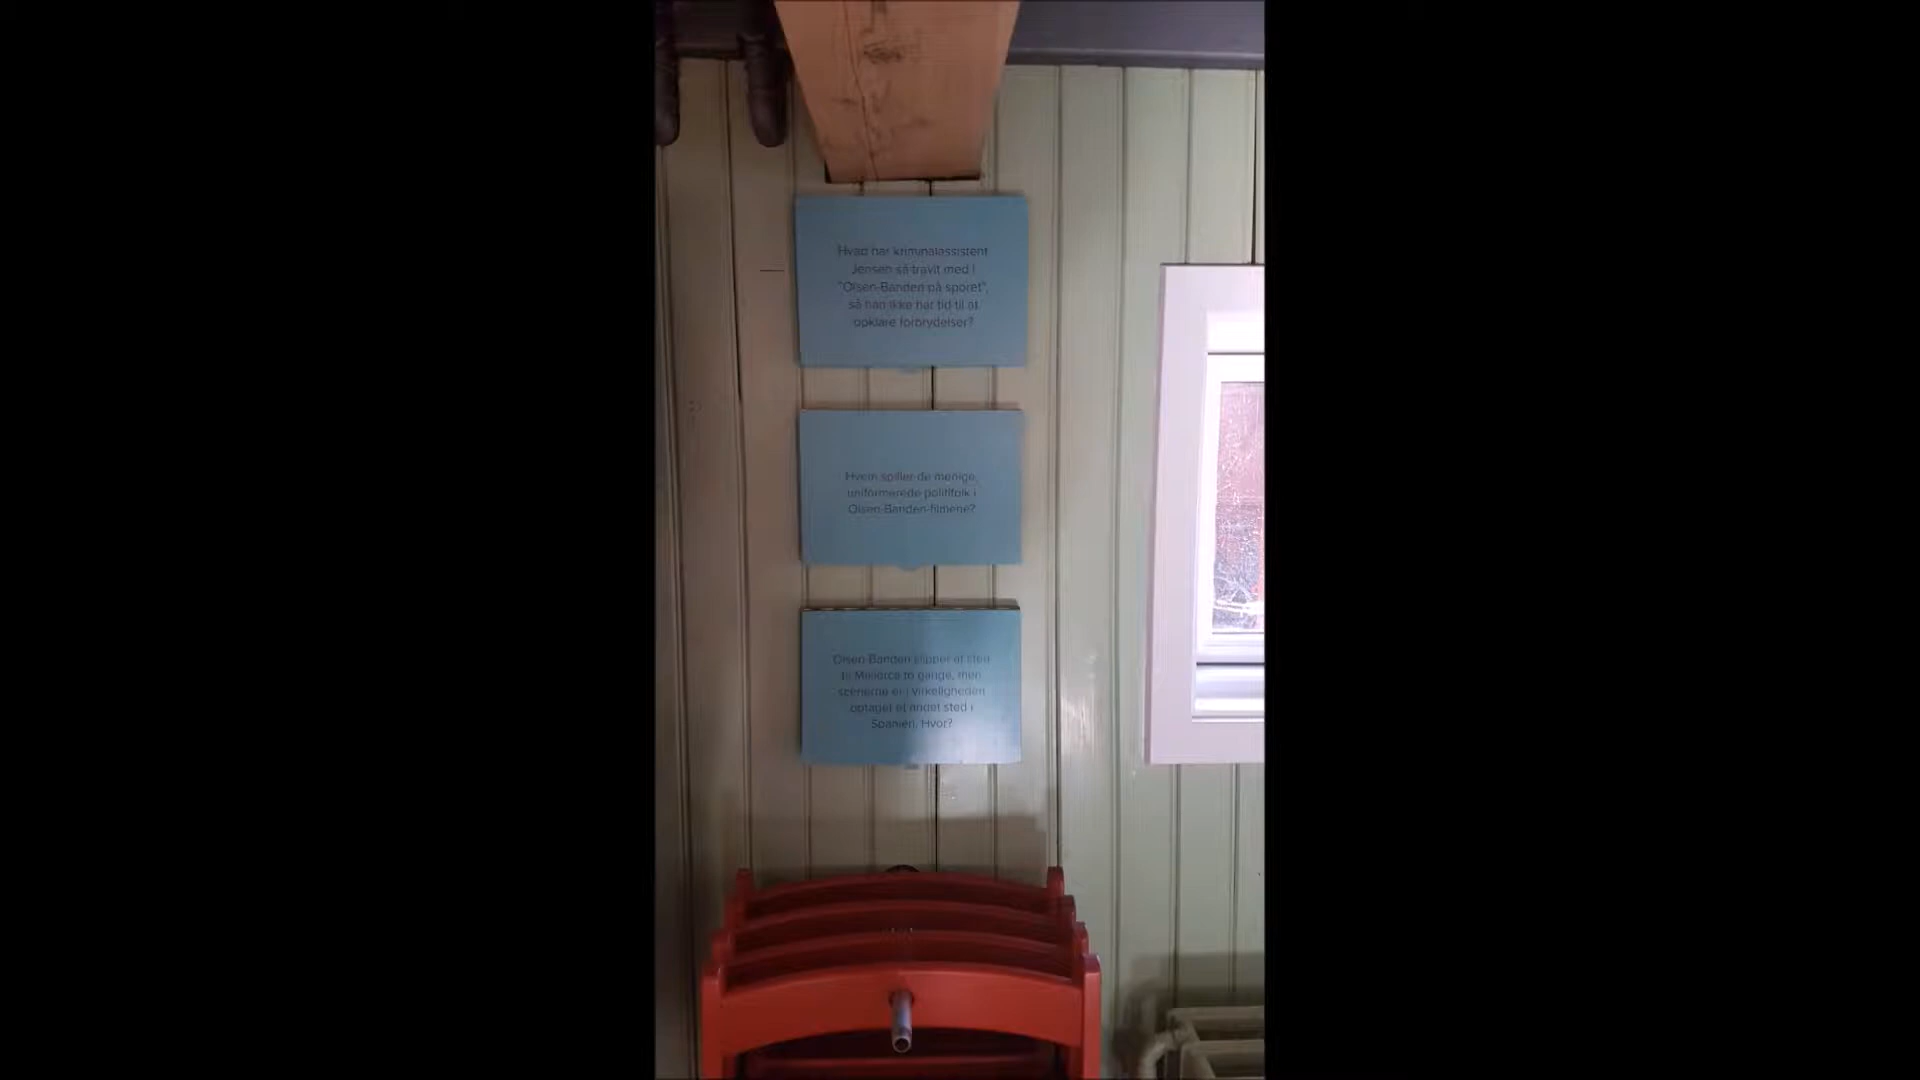 Hvad har kriminalassistent
Jensen så travlt med i
"Olsen-Banden på sporet",
så han ikke har tid til at
opklare forbrydelser?
Hvem spiller de menige,
uniformerede politifolk i
Olsen-Banden-filmene?
Olsen Banden slipper af sted
til Menorca to gange, men
scenerne er i virkeligheden
optaget et andet sted i
Spanien. Hvor?